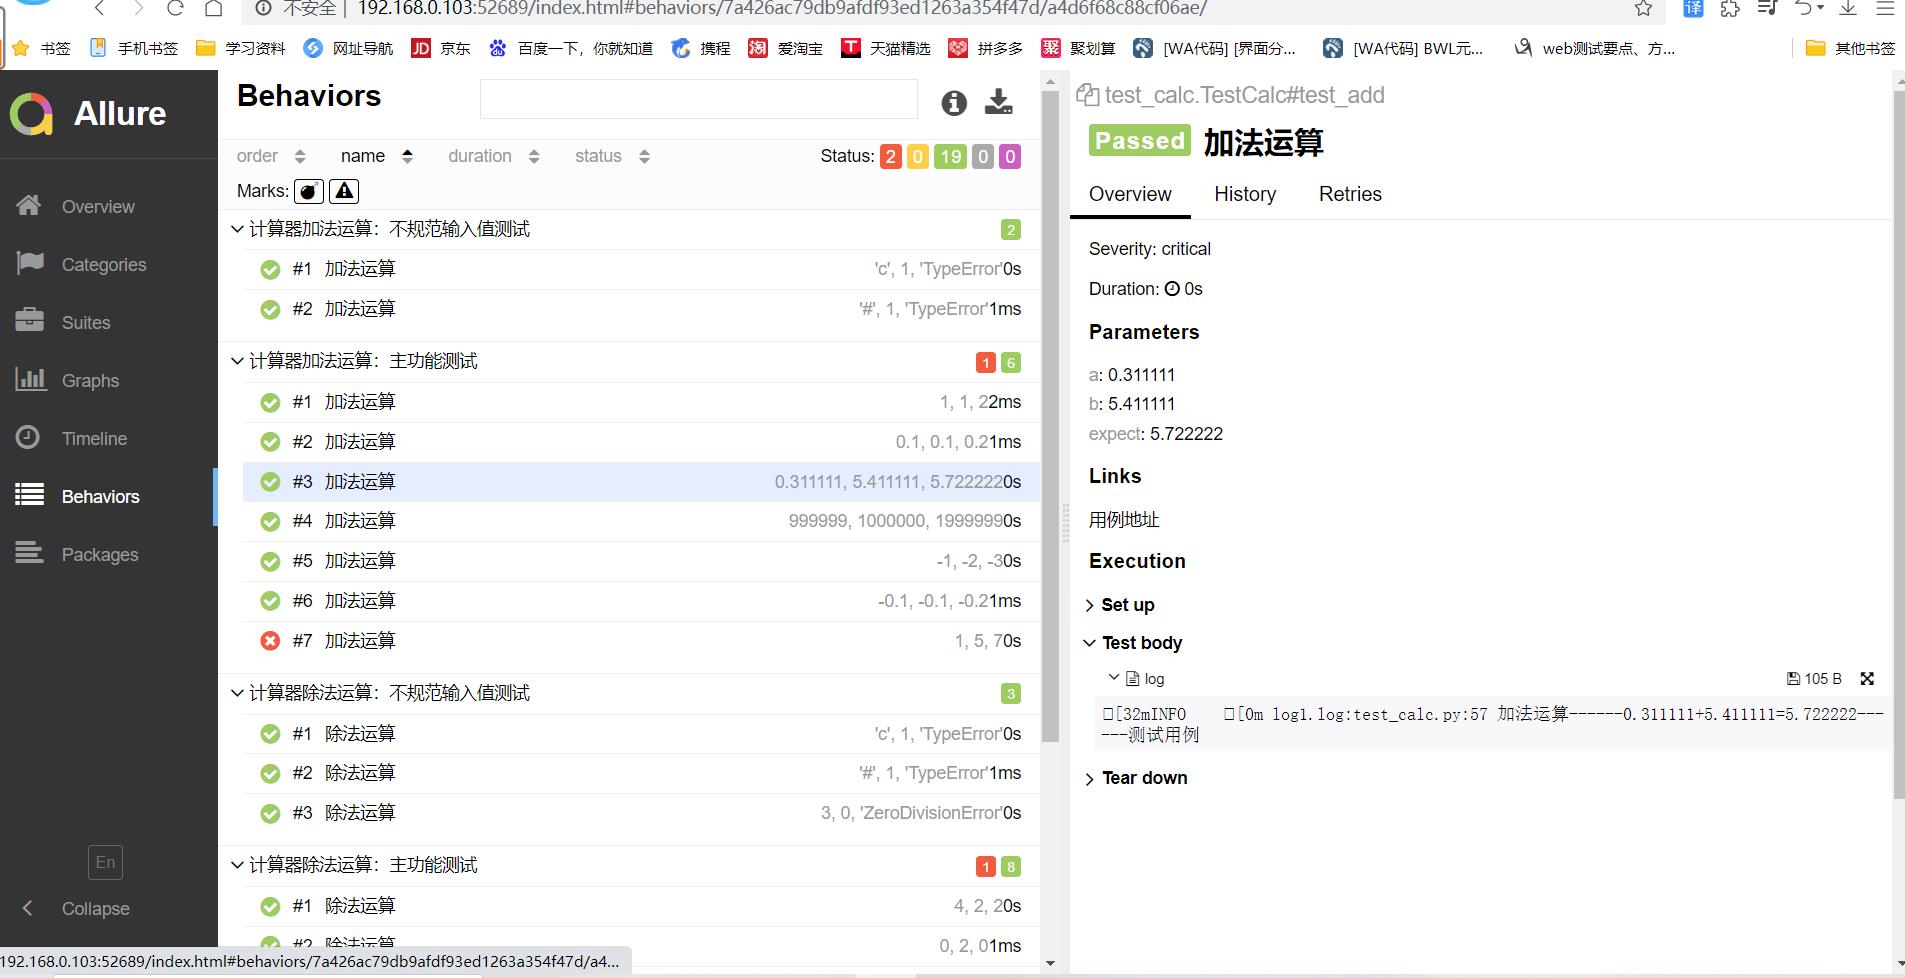 不安全 | 192.168.0.103:52689/index.html#behaviors/7a426ac79db9afdf93ed1263a354f47d/a4d6f68c88cf06ae/
译
书签 手机书签 学习资料 网址导航 JD 京东 百度一下，你就知道 携程 淘 爱淘宝 T 天猫精选 拼多多 聚 聚划算 [WA代码] [界面分... [WA代码] BWL元... web测试要点、方... 其他书签
Allure
Overview
Categories
Suites
Graphs
Timeline
Behaviors
Packages
En
Collapse
Behaviors
order name duration status Status: 2 0 19 0 0
Marks:
计算器加法运算：不规范输入值测试 2
#1 加法运算 'c', 1, 'TypeError'0s
#2 加法运算 '#', 1, 'TypeError'1ms
计算器加法运算：主功能测试 1 6
#1 加法运算 1, 1, 22ms
#2 加法运算 0.1, 0.1, 0.21ms
#3 加法运算 0.311111, 5.411111, 5.7222220s
#4 加法运算 999999, 1000000, 19999990s
#5 加法运算 -1, -2, -30s
#6 加法运算 -0.1, -0.1, -0.21ms
#7 加法运算 1, 5, 70s
计算器除法运算：不规范输入值测试 3
#1 除法运算 'c', 1, 'TypeError'0s
#2 除法运算 '#', 1, 'TypeError'1ms
#3 除法运算 3, 0, 'ZeroDivisionError'0s
计算器除法运算：主功能测试 1 8
#1 除法运算 4, 2, 20s
#2 除法运算 0, 2, 01ms
192.168.0.103:52689/index.html#behaviors/7a426ac79db9afdf93ed1263a354f47d/a4...
test_calc.TestCalc#test_add
Passed 加法运算
Overview History Retries
Severity: critical
Duration: 0s
Parameters
a: 0.311111
b: 5.411111
expect: 5.722222
Links
用例地址
Execution
Set up
Test body
log 105 B
□[32mINFO □[0m log1.log:test_calc.py:57 加法运算------0.311111+5.411111=5.722222---
---测试用例
Tear down